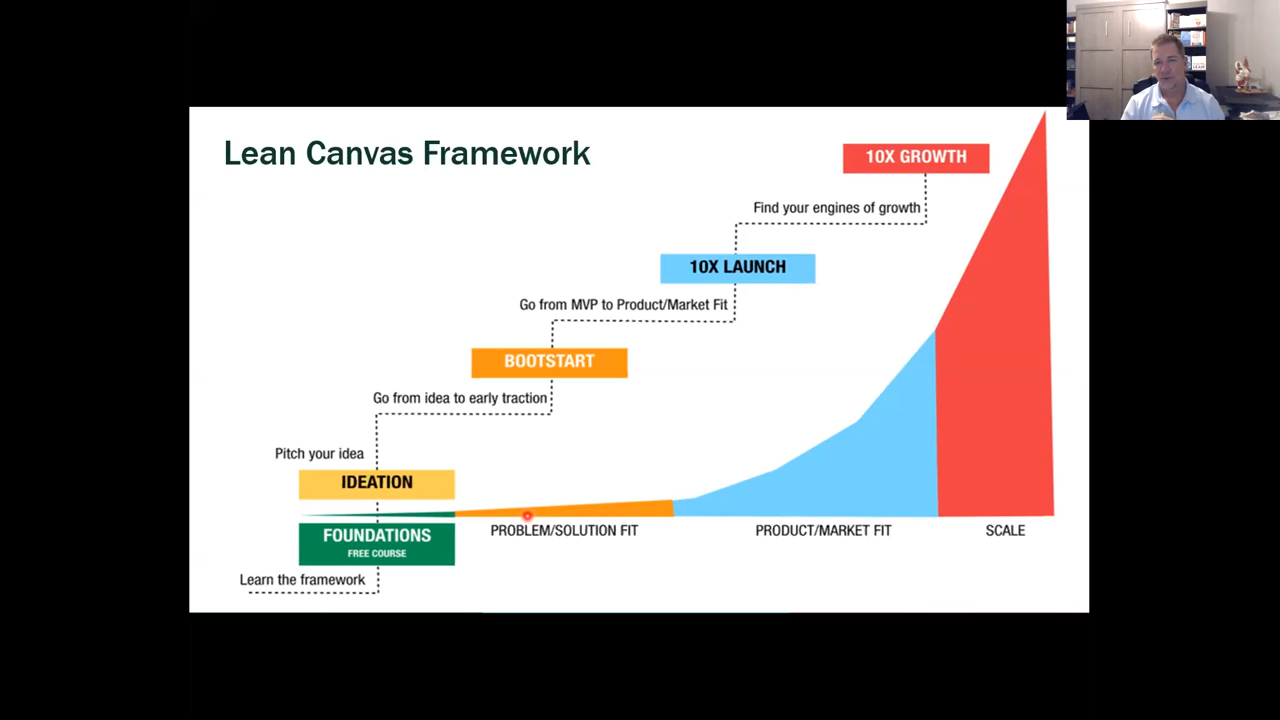 Lean Canvas Framework
10X GROWTH
Find your engines of growth
10X LAUNCH
Go from MVP to Product/Market Fit
BOOTSTART
Go from idea to early traction
Pitch your idea
IDEATION
FOUNDATIONS
FREE COURSE
PROBLEM/SOLUTION FIT
PRODUCT/MARKET FIT
SCALE
Learn the framework